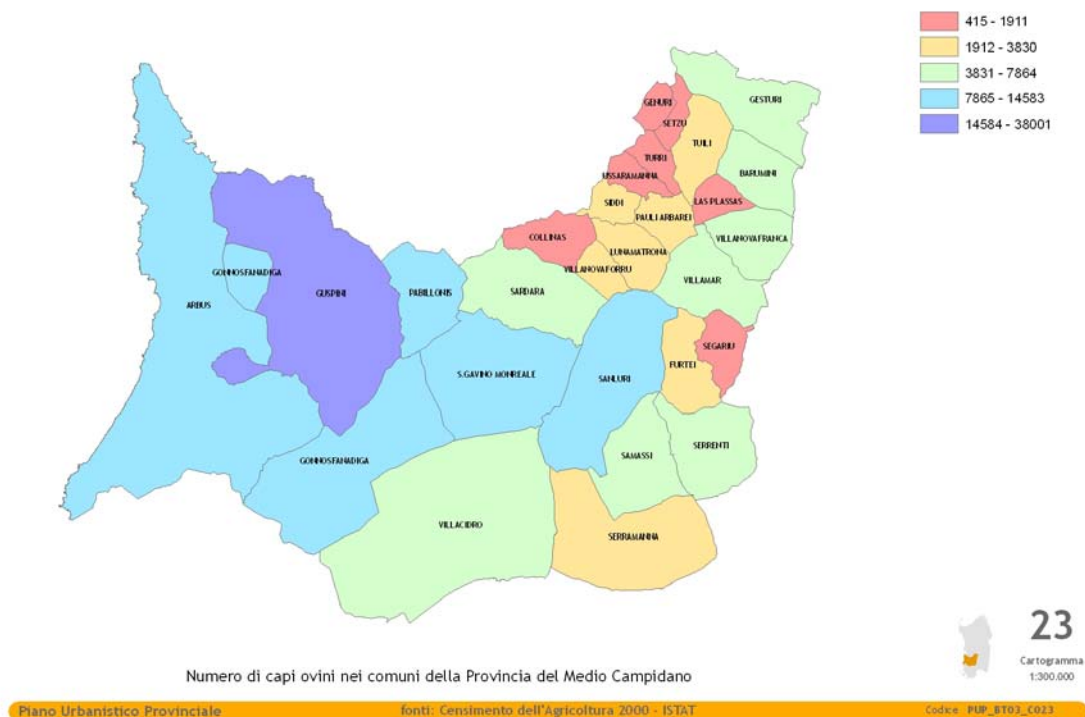 415 - 1911
1912 - 3830
3831 - 7864
7865 - 14583
14584 - 38001
GESTURI
GENURI
SETZU
TUILI
TURRI
BARUMINI
USSARAMANNA
LAS PLASSAS
SIDDI
PAULI ARBAREI
COLLINAS
VILLANOVAFRANCA
LUNAMATRONA
VILLANOVAFORRU
GONNOSFANADIGA
VILLAMAR
SARDARA
PABILLONIS
GUSPINI
ARBUS
SEGARIU
FURTEI
S.GAVINO MONREALE
SANLURI
SERRENTI
SAMASSI
GONNOSFANADIGA
VILLACIDRO
SERRAMANNA
23
Cartogramma
1:300.000
Numero di capi ovini nei comuni della Provincia del Medio Campidano
Piano Urbanistico Provinciale
fonti: Censimento dell'Agricoltura 2000 - ISTAT
Codice PUP_BT03_C023